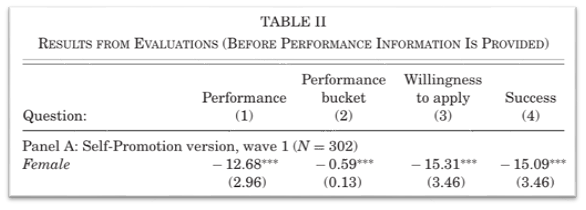 TABLE II
RESULTS FROM EVALUATIONS (BEFORE PERFORMANCE INFORMATION IS PROVIDED)
Performance Willingness
Performance bucket to apply Success
Question: (1) (2) (3) (4)
Panel A: Self-Promotion version, wave 1 (N = 302)
Female − 12.68*** − 0.59*** − 15.31*** − 15.09***
(2.96) (0.13) (3.46) (3.46)